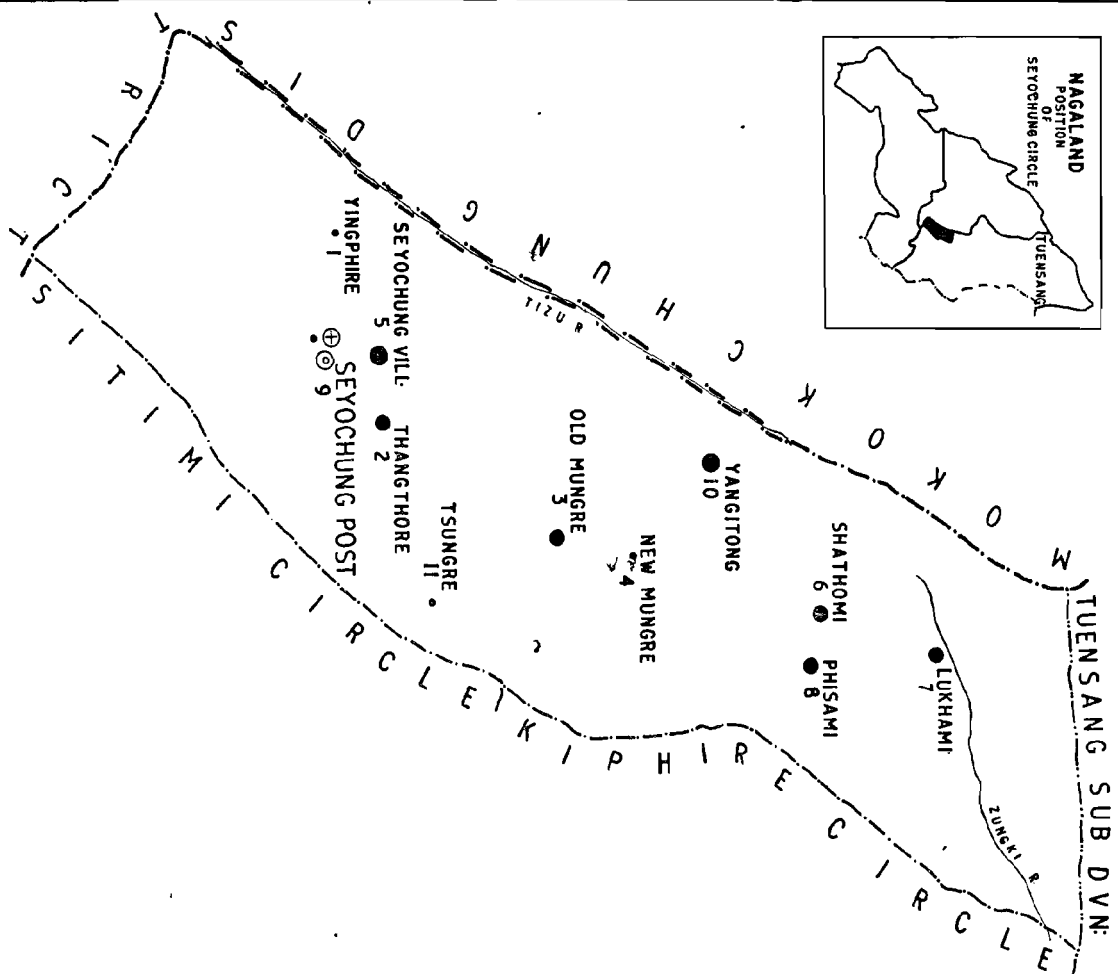 NAGALAND
POSITION
OF
SEYOCHUNG CIRCLE
TUENSANG
TUENSANG SUB DVN:
MOKOKCHUNG DISTRICT
SITIMI CIRCLE
KIPHIRE CIRCLE
TIZU R
ZUNGKI R
LUKHAMI
7
SHATHOMI
6
PHISAMI
8
YANGITONG
10
NEW MUNGRE
4
OLD MUNGRE
3
TSUNGRE
11
SEYOCHUNG VILL:
5
THANGTHORE
2
YINGPHIRE
1
SEYOCHUNG POST
9